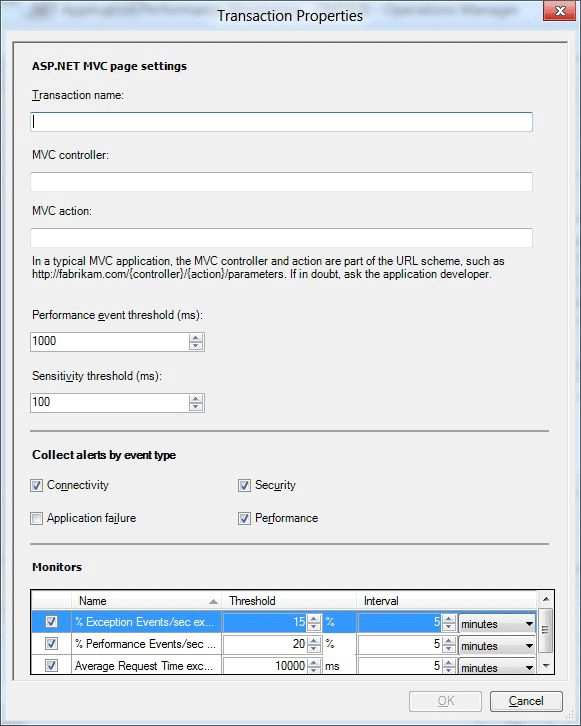 Transaction Properties
ASP.NET MVC page settings
Transaction name:
MVC controller:
MVC action:
In a typical MVC application, the MVC controller and action are part of the URL scheme, such as
http://fabrikam.com/{controller}/{action}/parameters. If in doubt, ask the application developer.
Performance event threshold (ms):
1000
Sensitivity threshold (ms):
100
Collect alerts by event type
Connectivity Security
Application failure Performance
Monitors
Name Threshold Interval
% Exception Events/sec ex... 15 % 5 minutes
% Performance Events/sec ... 20 % 5 minutes
Average Request Time exc... 10000 ms 5 minutes
OK Cancel